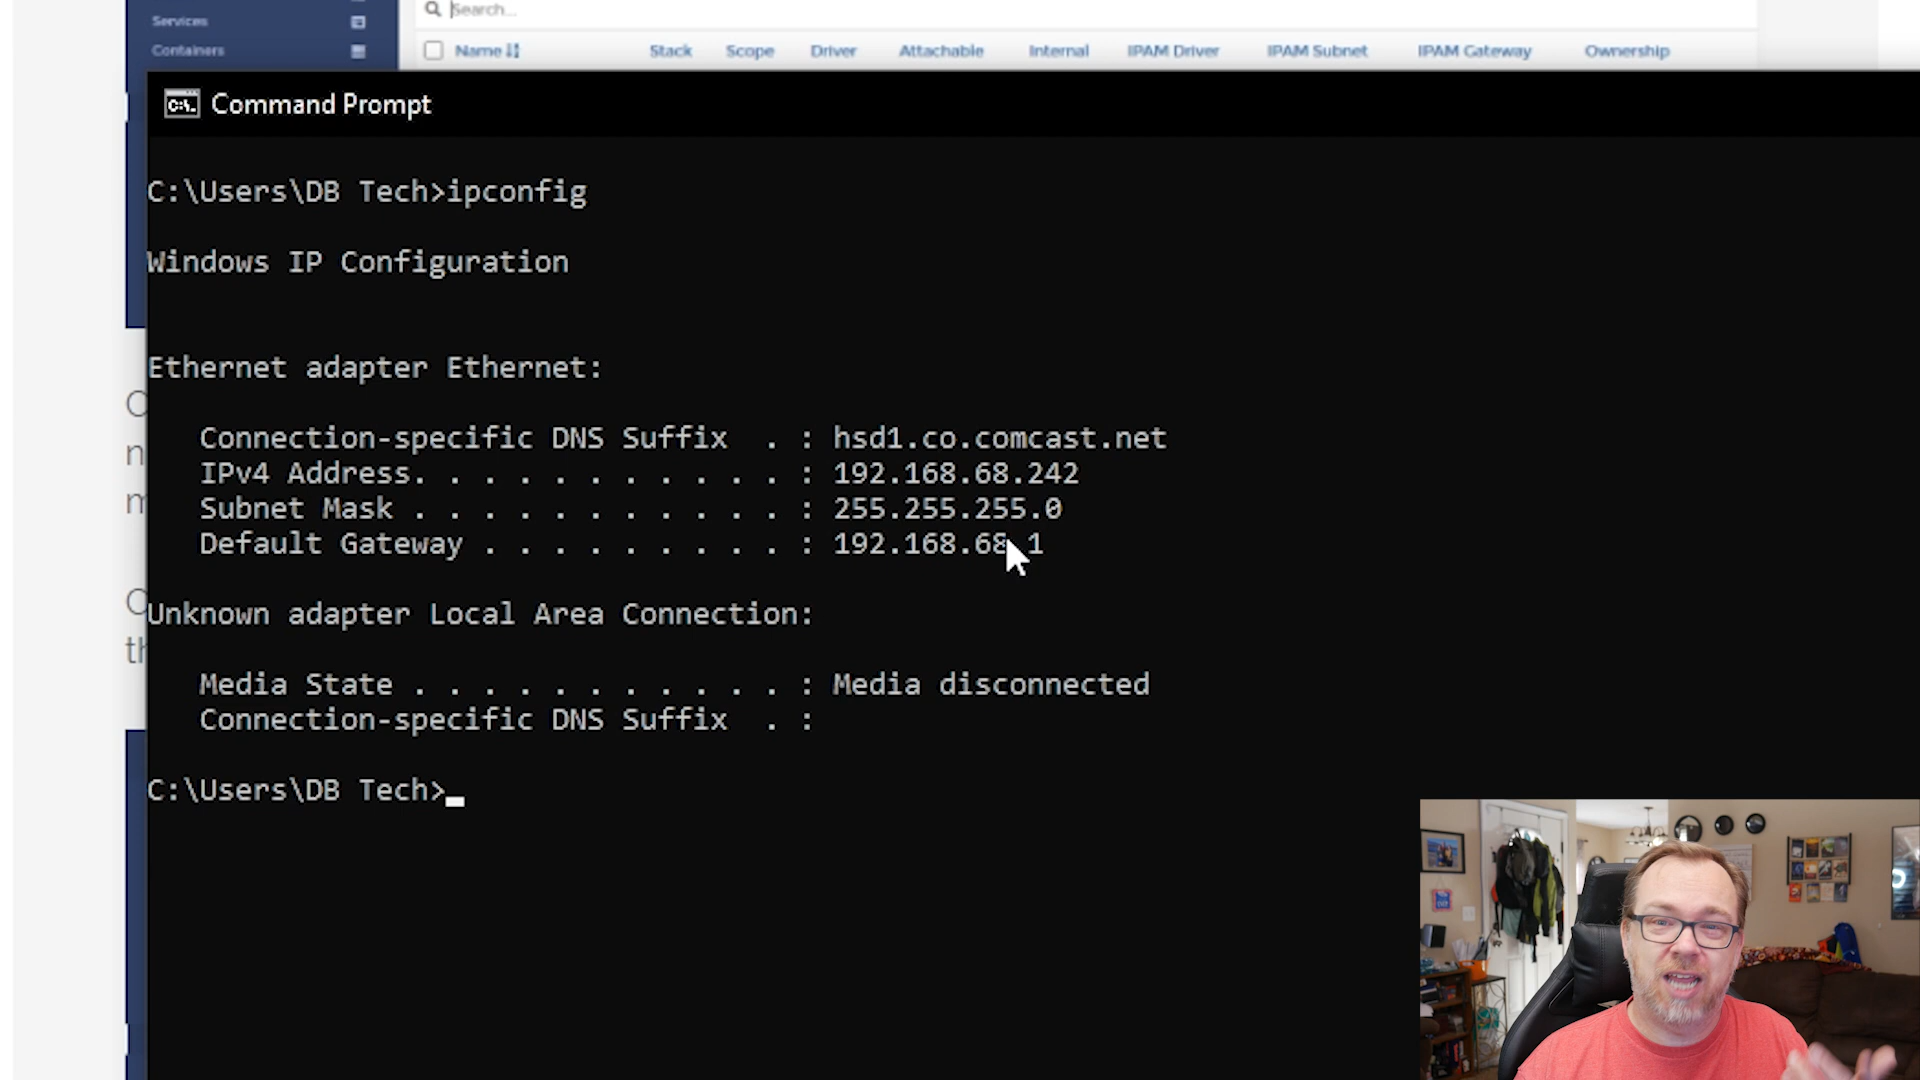 Services
Search...
Containers
Name Stack Scope Driver Attachable Internal IPAM Driver IPAM Subnet IPAM Gateway Ownership
C:\. Command Prompt
C:\Users\DB Tech>ipconfig
Windows IP Configuration
Ethernet adapter Ethernet:
Connection-specific DNS Suffix . : hsd1.co.comcast.net
IPv4 Address. . . . . . . . . . . : 192.168.68.242
Subnet Mask . . . . . . . . . . . : 255.255.255.0
Default Gateway . . . . . . . . . : 192.168.68.1
Unknown adapter Local Area Connection:
Media State . . . . . . . . . . . : Media disconnected
Connection-specific DNS Suffix . :
C:\Users\DB Tech>